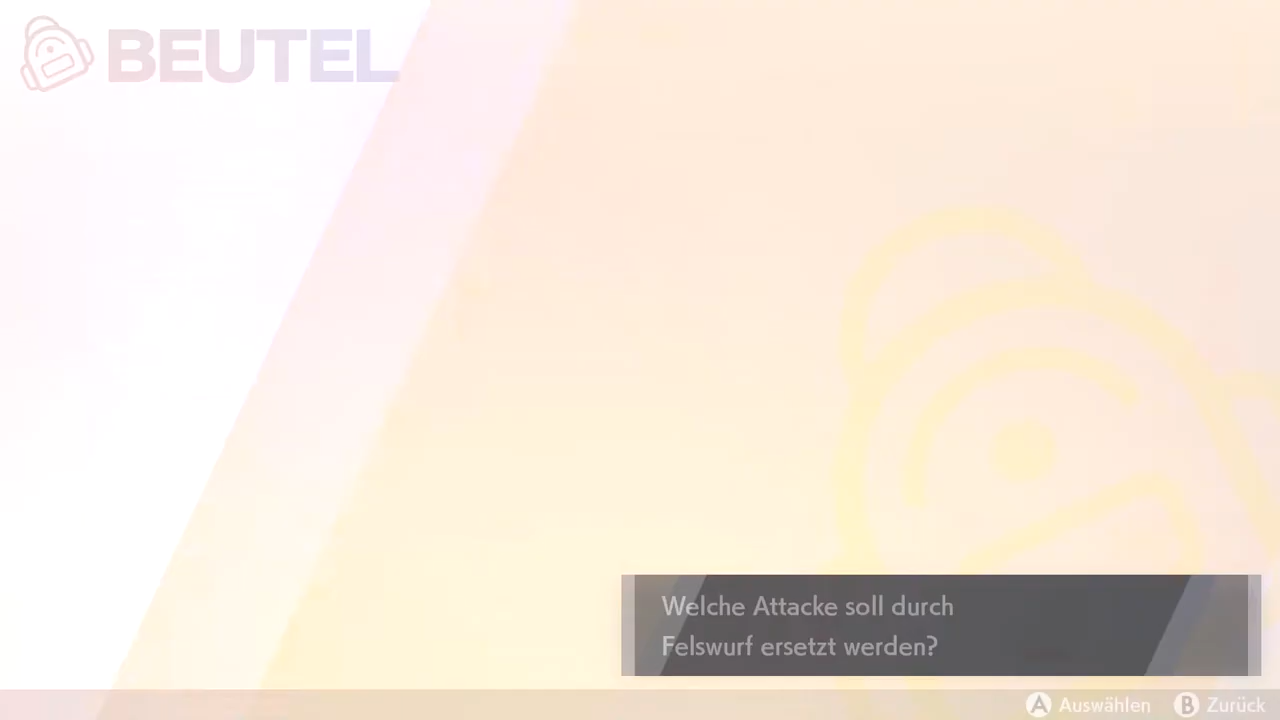 BEUTEL
Welche Attacke soll durch
Felswurf ersetzt werden?
A Auswählen B Zurück